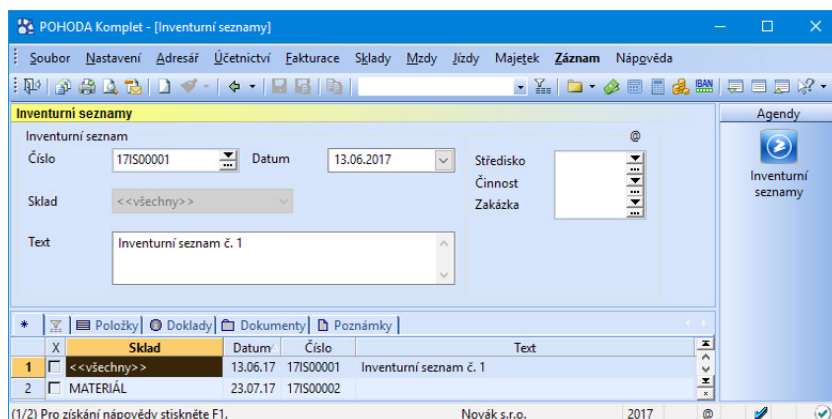 POHODA Komplet - [Inventurní seznamy]
Soubor Nastavení Adresář Účetnictví Fakturace Sklady Mzdy Jízdy Majetek Záznam Nápověda
IBAN
Inventurní seznamy
Agendy
Inventurní seznam @
Číslo 17IS00001 Datum 13.06.2017 Středisko
Činnost
Inventurní seznamy
Sklad <<všechny>> Zakázka
Text Inventurní seznam č. 1
* Položky Doklady Dokumenty Poznámky
X Sklad Datum Číslo Text
1 <<všechny>> 13.06.17 17IS00001 Inventurní seznam č. 1
2 MATERIÁL 23.07.17 17IS00002
(1/2) Pro získání nápovědy stiskněte F1. Novák s.r.o. 2017 @